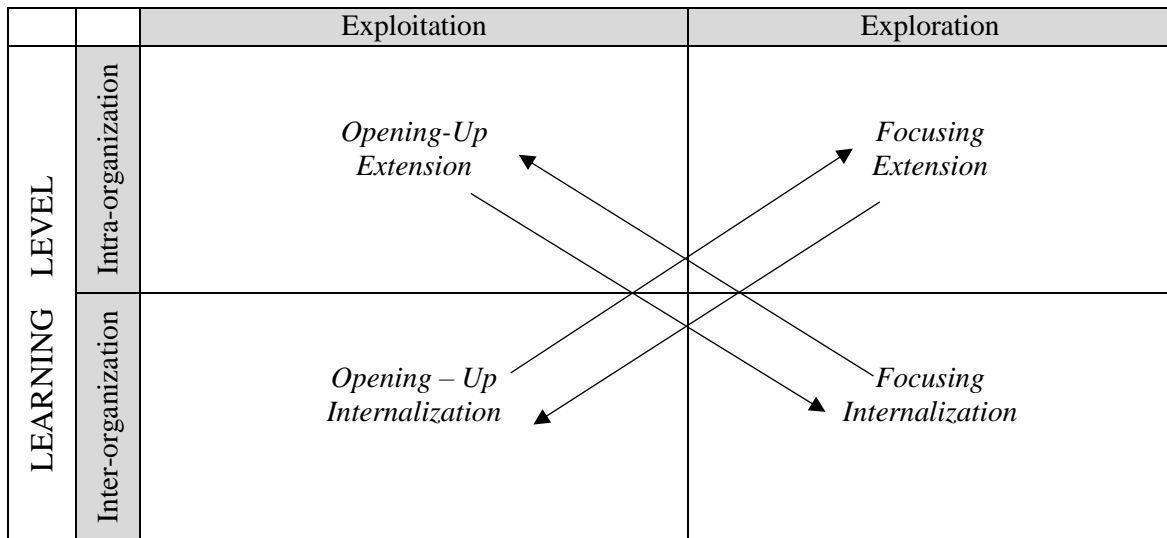 Exploitation
Exploration
LEARNING LEVEL
Intra-organization
Opening-Up
Extension
Focusing
Extension
Inter-organization
Opening – Up
Internalization
Focusing
Internalization